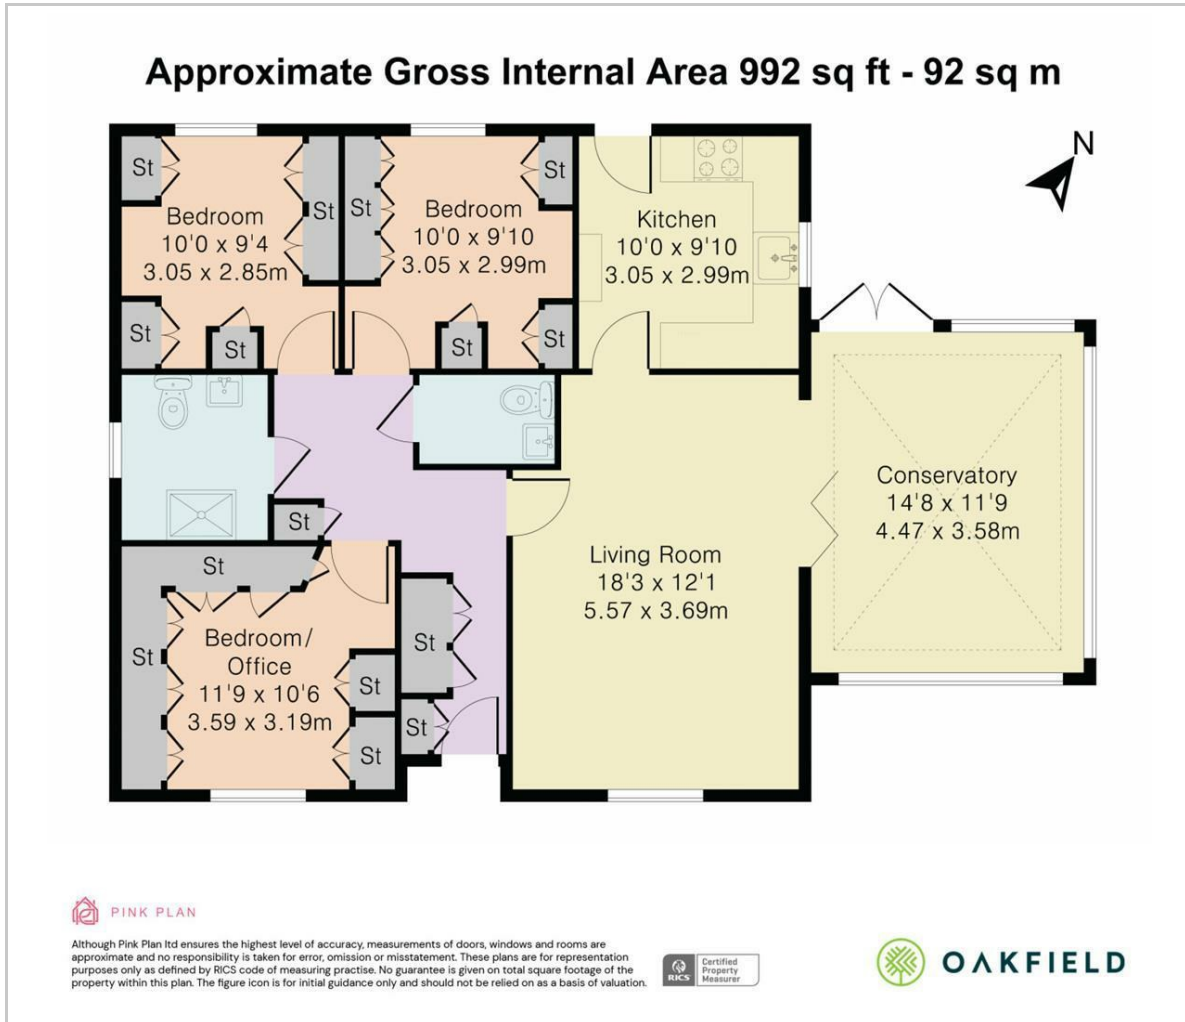 Approximate Gross Internal Area 992 sq ft - 92 sq m
N
St
St
St
St
Bedroom
10'0 x 9'4
3.05 x 2.85m
Bedroom
10'0 x 9'10
3.05 x 2.99m
Kitchen
10'0 x 9'10
3.05 x 2.99m
St
St
St
St
Conservatory
14'8 x 11'9
4.47 x 3.58m
St
Living Room
18'3 x 12'1
5.57 x 3.69m
St
St
Bedroom/
Office
11'9 x 10'6
3.59 x 3.19m
St
St
St
St
PINK PLAN
Although Pink Plan ltd ensures the highest level of accuracy, measurements of doors, windows and rooms are
approximate and no responsibility is taken for error, omission or misstatement. These plans are for representation
purposes only as defined by RICS code of measuring practise. No guarantee is given on total square footage of the
property within this plan. The figure icon is for initial guidance only and should not be relied on as a basis of valuation.
RICS
Certified
Property
Measurer
OAKFIELD